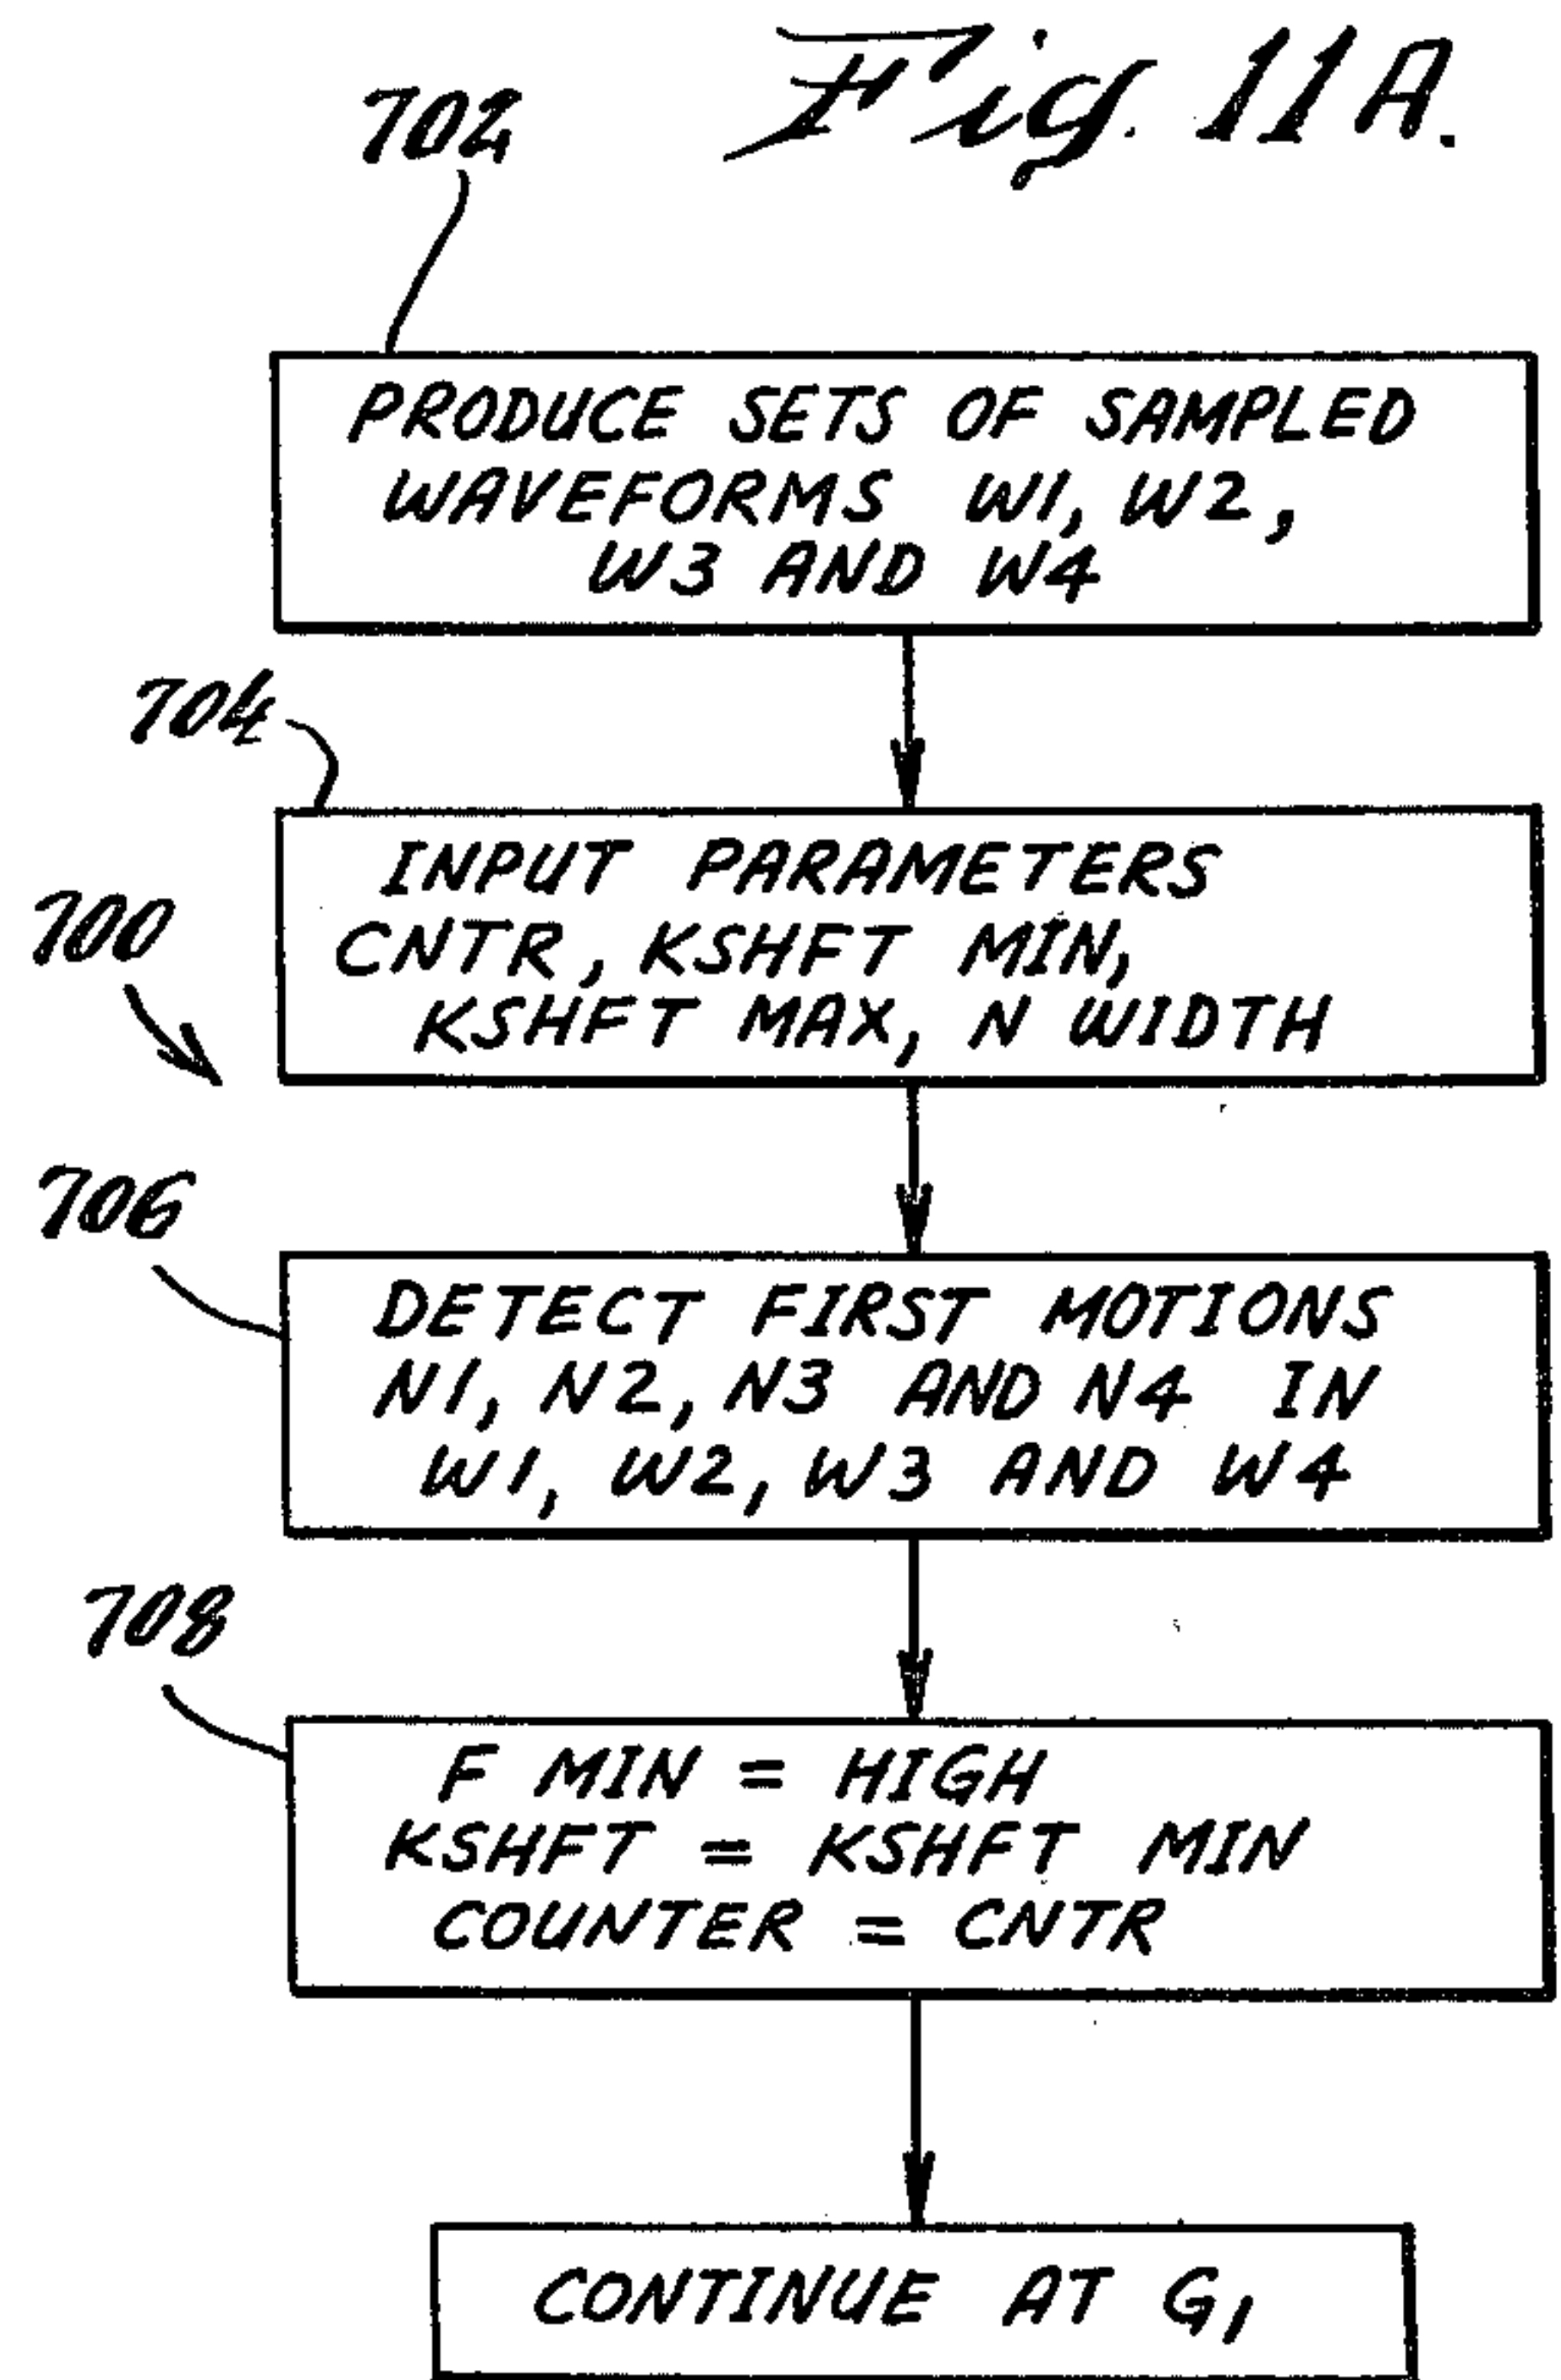 Fig. 11A.
702
PRODUCE SETS OF SAMPLED
WAVEFORMS W1, W2,
W3 AND W4
704
INPUT PARAMETERS
CNTR, KSHFT MIN,
KSHFT MAX, N WIDTH
700
706
DETECT FIRST MOTIONS
N1, N2, N3 AND N4 IN
W1, W2, W3 AND W4
708
F MIN = HIGH
KSHFT = KSHFT MIN
COUNTER = CNTR
CONTINUE AT G1